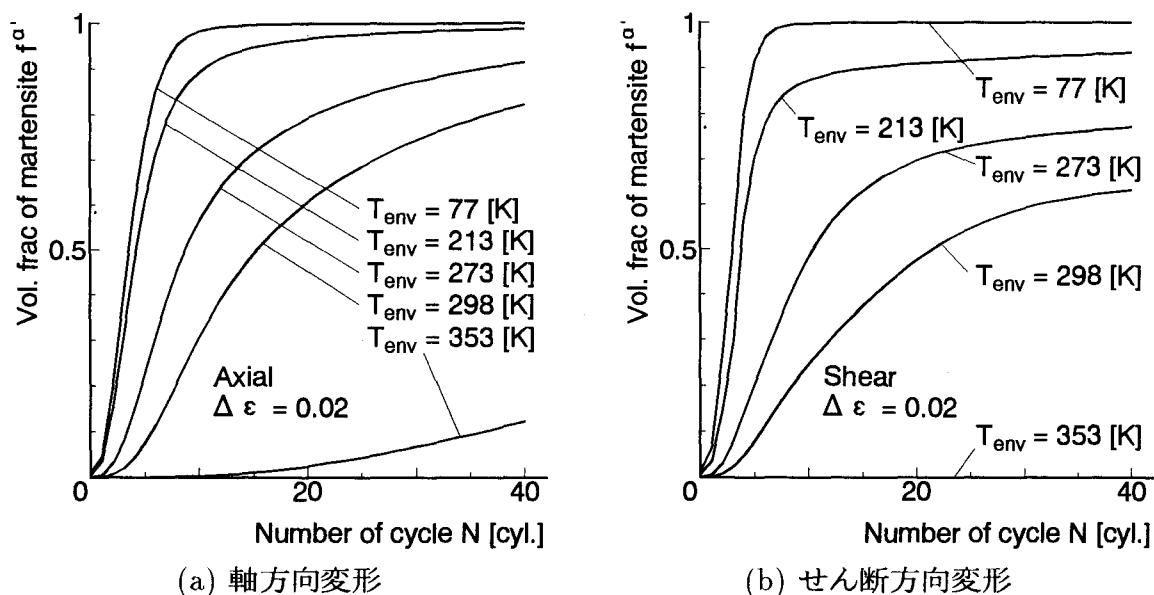 Vol. frac of martensite f^α'
1
0.5
0
20
40
Number of cycle N [cyl.]
T_env = 77 [K]
T_env = 213 [K]
T_env = 273 [K]
T_env = 298 [K]
T_env = 353 [K]
Axial
Δ ε = 0.02
(a) 軸方向変形
Vol. frac of martensite f^α'
1
0.5
0
20
40
Number of cycle N [cyl.]
T_env = 77 [K]
T_env = 213 [K]
T_env = 273 [K]
T_env = 298 [K]
Shear
Δ ε = 0.02
T_env = 353 [K]
(b) せん断方向変形